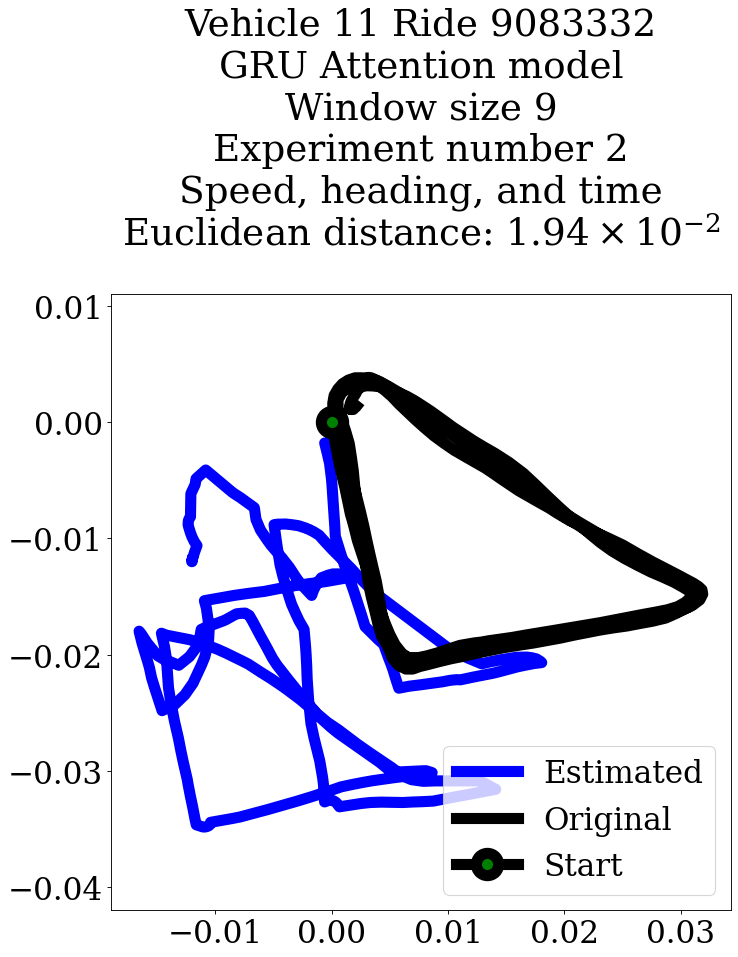 Vehicle 11 Ride 9083332
GRU Attention model
Window size 9
Experiment number 2
Speed, heading, and time
Euclidean distance: 1.94 × 10⁻²
0.01
0.00
−0.01
−0.02
−0.03
−0.04
Estimated
Original
Start
−0.01 0.00 0.01 0.02 0.03